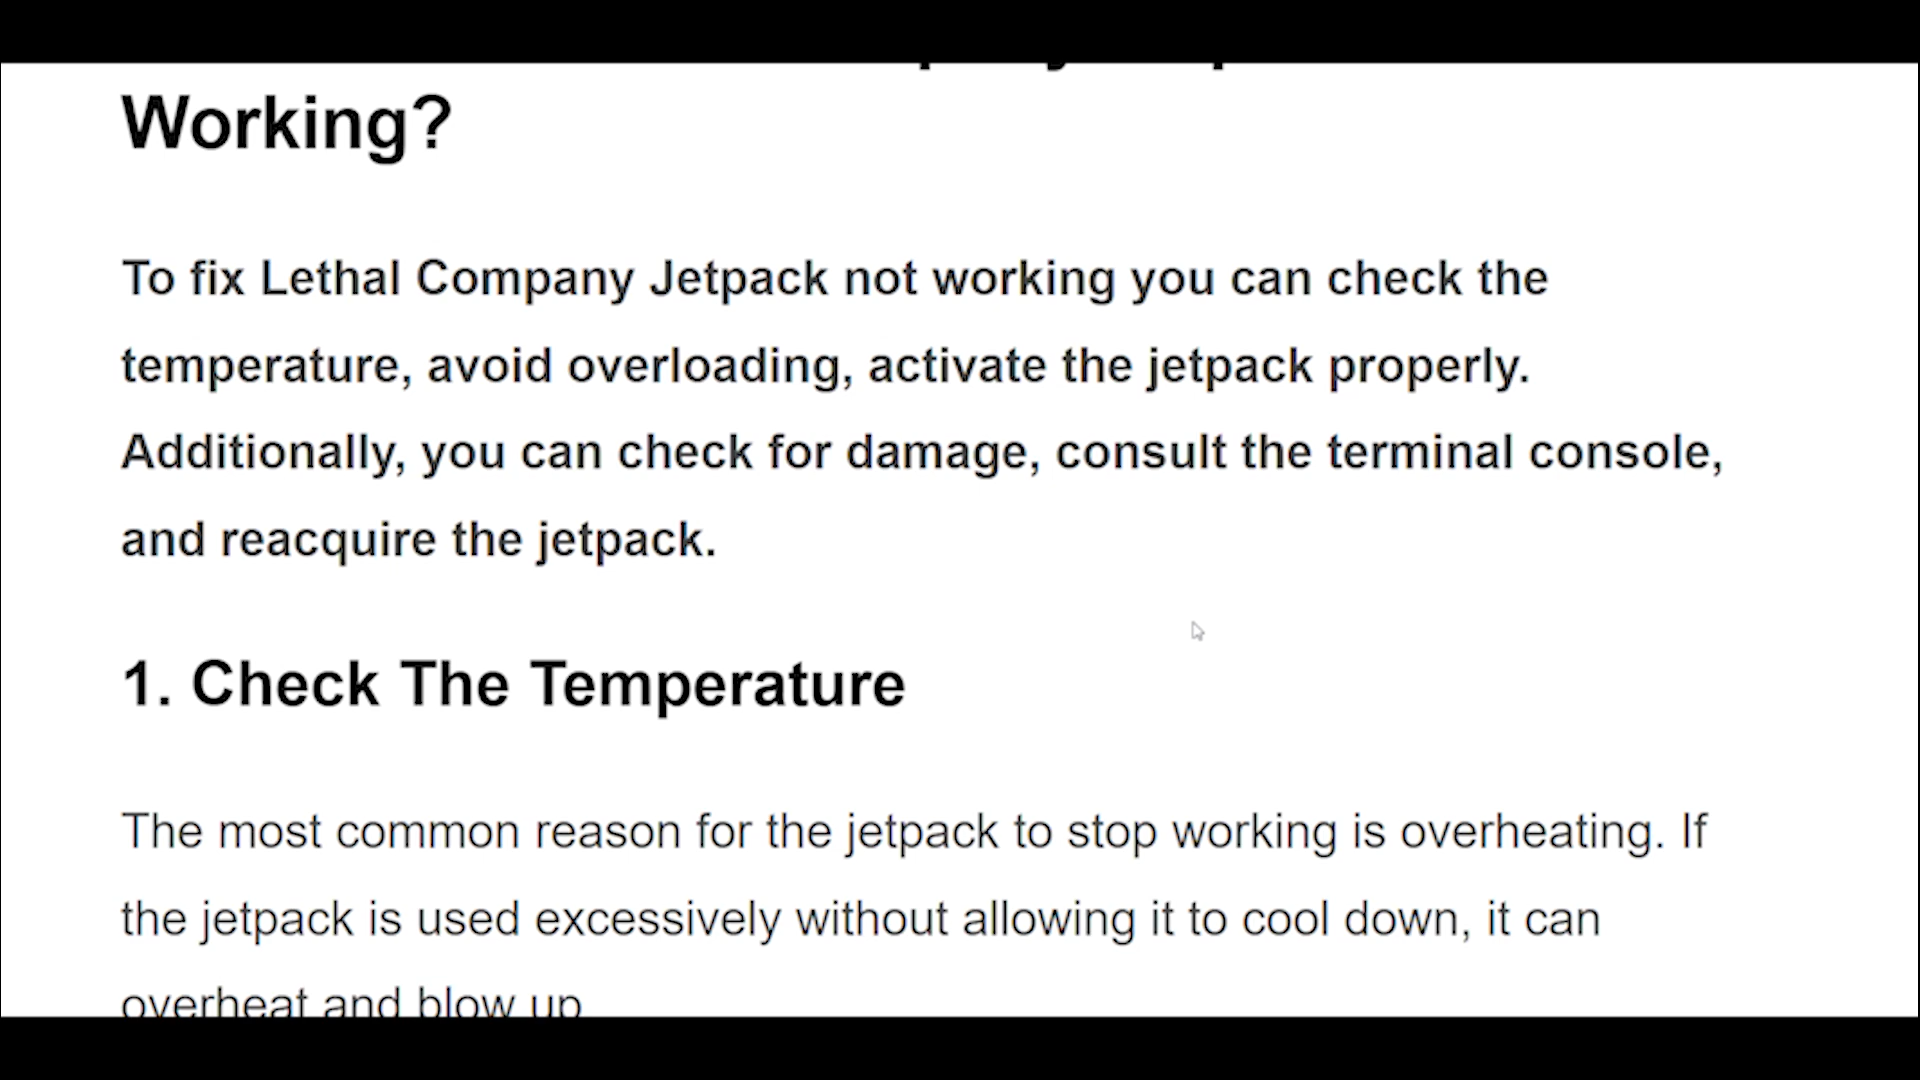 Working?
To fix Lethal Company Jetpack not working you can check the
temperature, avoid overloading, activate the jetpack properly.
Additionally, you can check for damage, consult the terminal console,
and reacquire the jetpack.
1. Check The Temperature
The most common reason for the jetpack to stop working is overheating. If
the jetpack is used excessively without allowing it to cool down, it can
overheat and blow up